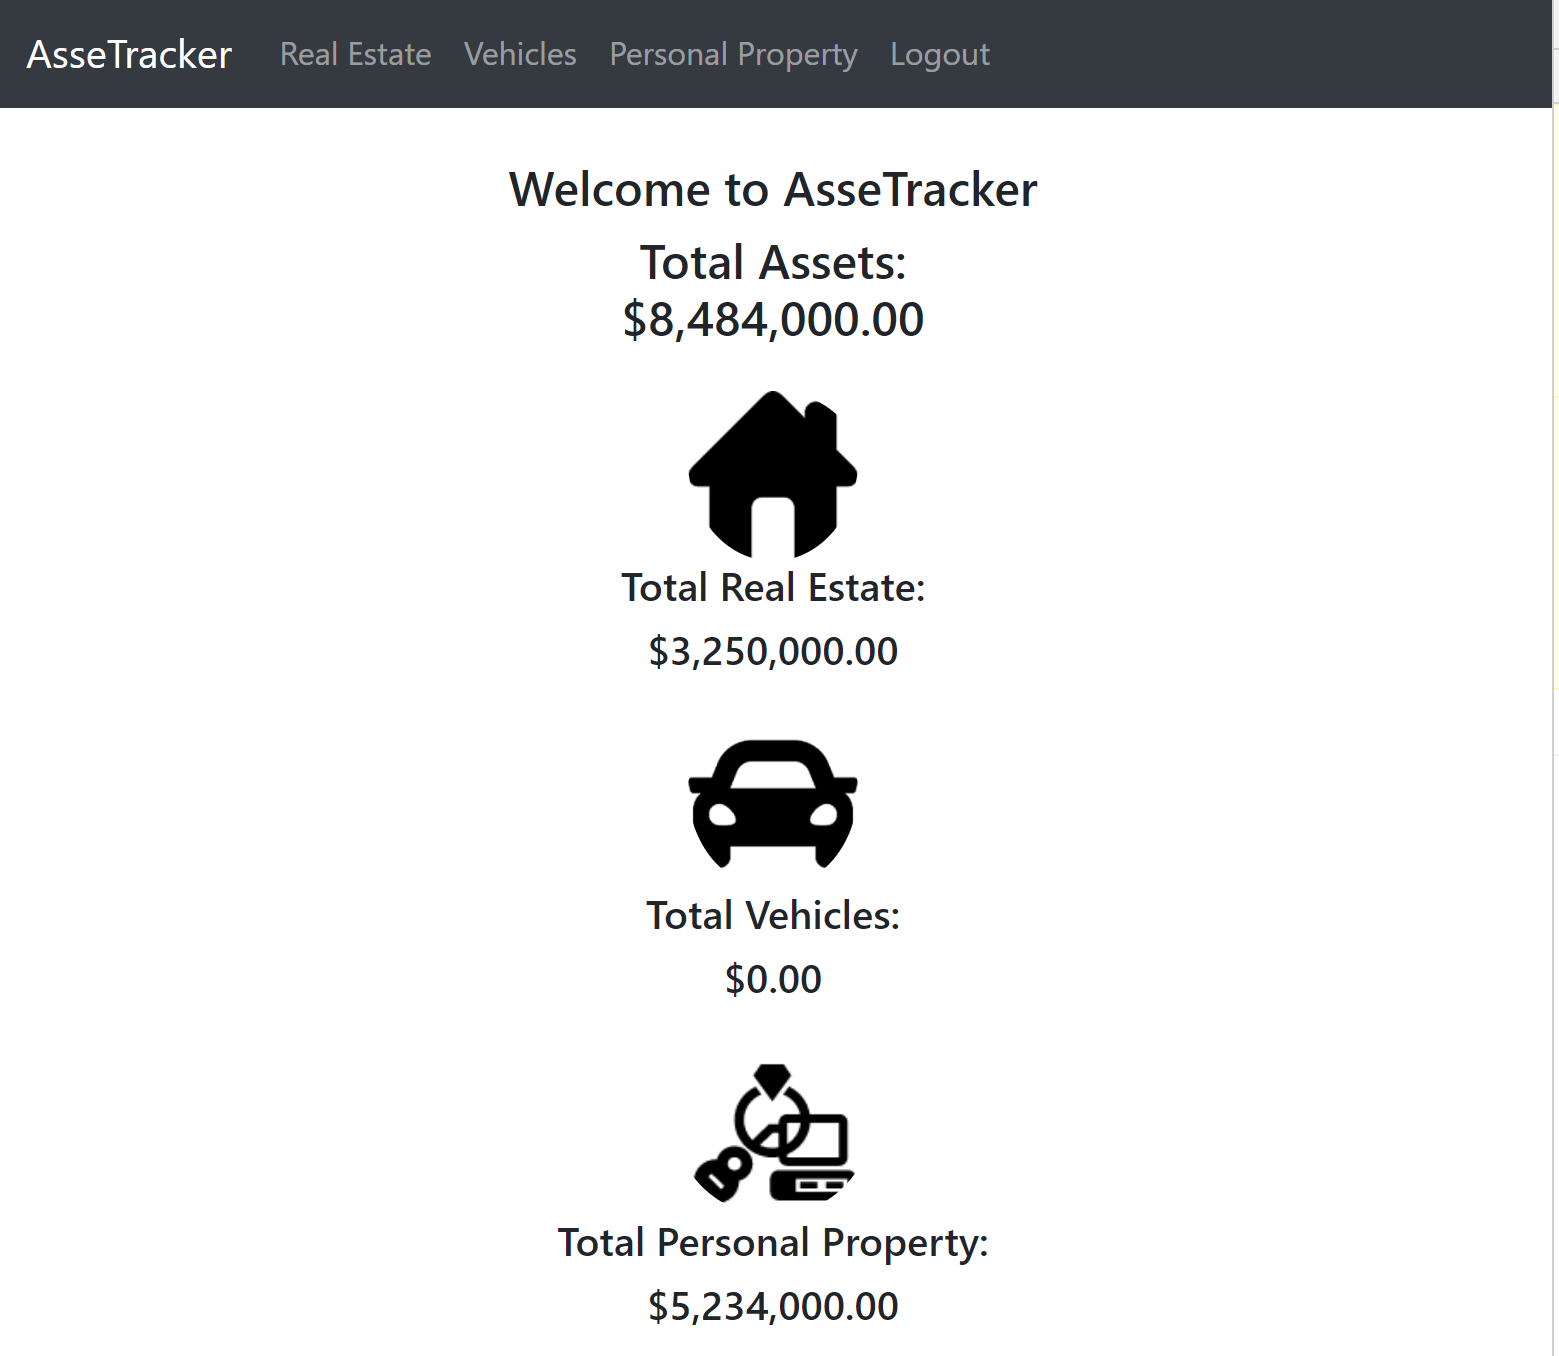 AsseTracker Real Estate Vehicles Personal Property Logout
Welcome to AsseTracker
Total Assets:
$8,484,000.00
Total Real Estate:
$3,250,000.00
Total Vehicles:
$0.00
Total Personal Property:
$5,234,000.00